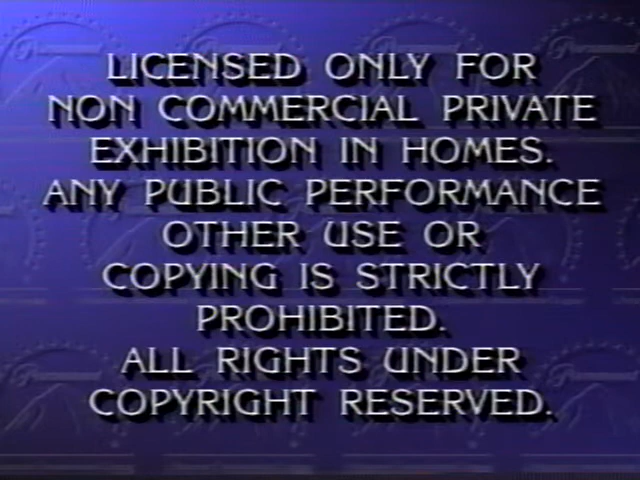 LICENSED ONLY FOR
NON COMMERCIAL PRIVATE
EXHIBITION IN HOMES.
ANY PUBLIC PERFORMANCE
OTHER USE OR
COPYING IS STRICTLY
PROHIBITED.
ALL RIGHTS UNDER
COPYRIGHT RESERVED.